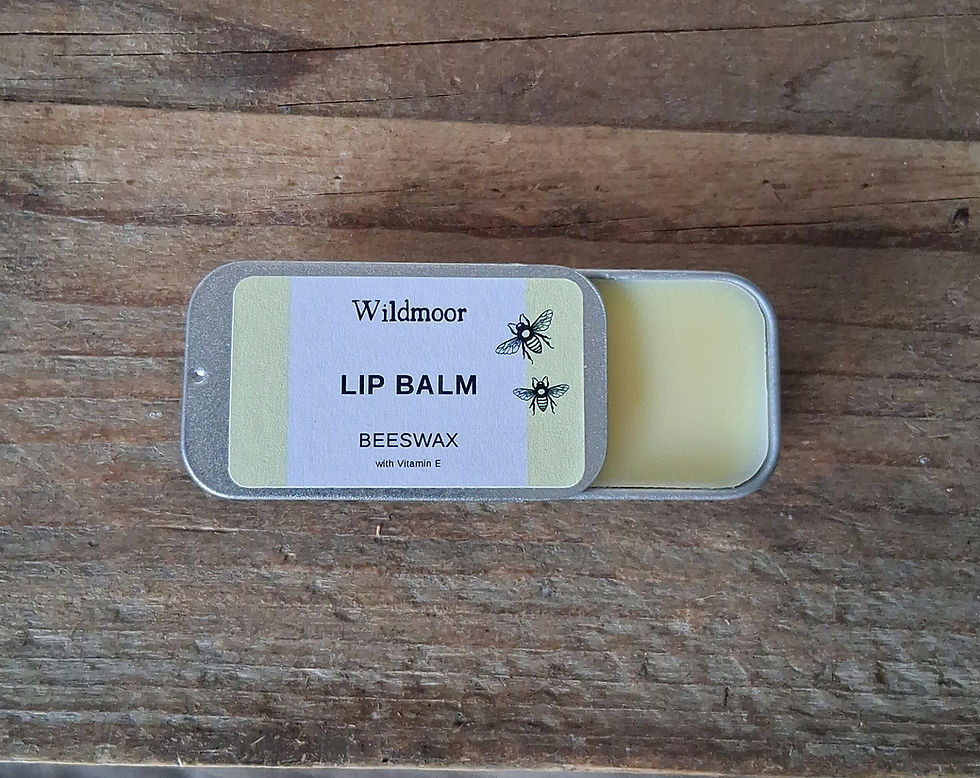 Wildmoor
LIP BALM
BEESWAX
with Vitamin E